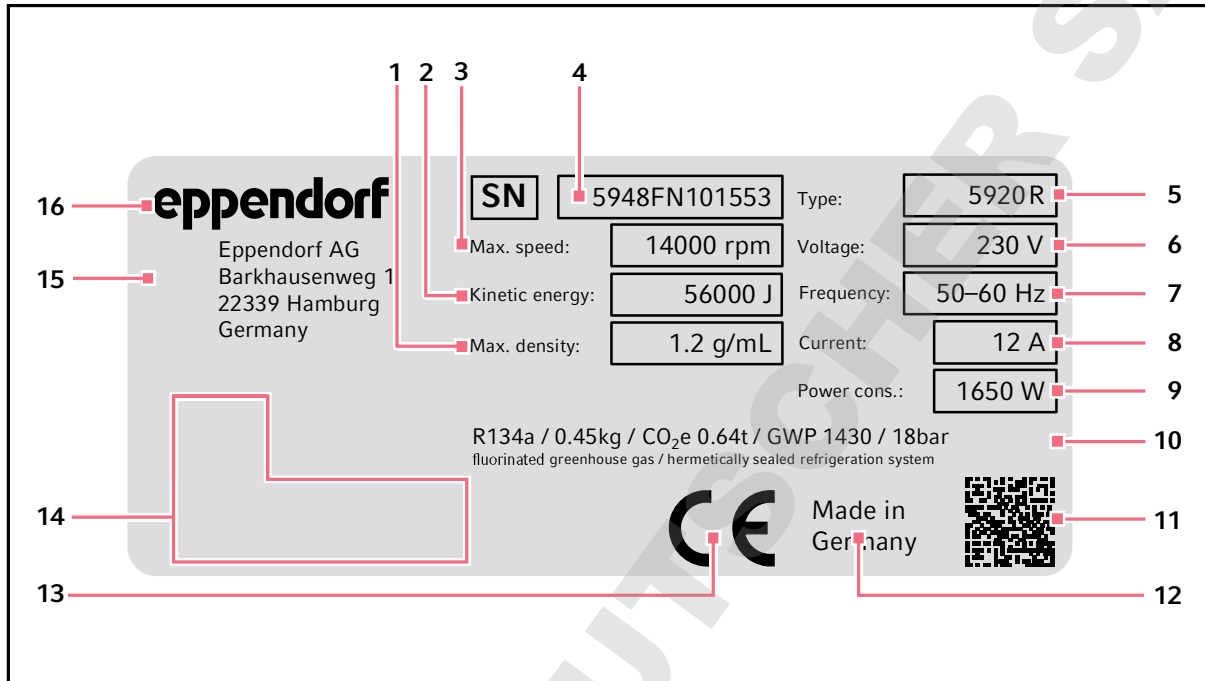 1 2 3 4
16 eppendorf
SN 5948FN101553 Type: 5920 R 5
Eppendorf AG
Barkhausenweg 1
22339 Hamburg
Germany
15
Max. speed: 14000 rpm Voltage: 230 V 6
Kinetic energy: 56000 J Frequency: 50–60 Hz 7
Max. density: 1.2 g/mL Current: 12 A 8
Power cons.: 1650 W 9
R134a / 0.45kg / CO₂e 0.64t / GWP 1430 / 18bar 10
fluorinated greenhouse gas / hermetically sealed refrigeration system
14
CE
Made in
Germany
11
13
12
UTSCHER S